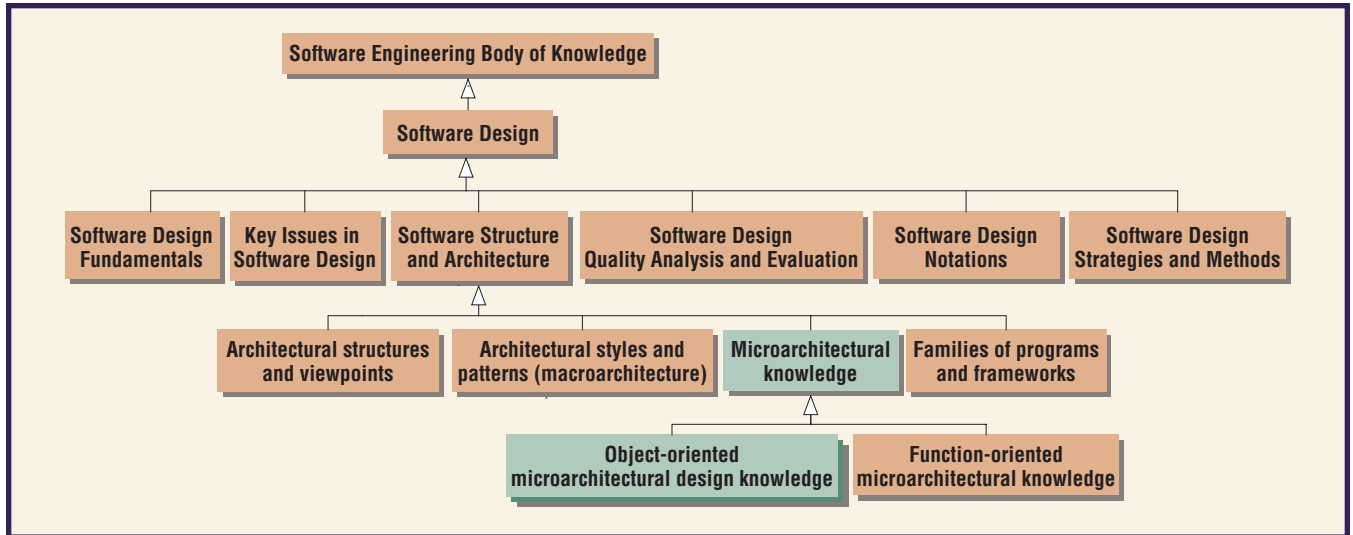 Software Engineering Body of Knowledge
Software Design
Software Design
Fundamentals
Key Issues in
Software Design
Software Structure
and Architecture
Software Design
Quality Analysis and Evaluation
Software Design
Notations
Software Design
Strategies and Methods
Architectural structures
and viewpoints
Architectural styles and
patterns (macroarchitecture)
Microarchitectural
knowledge
Families of programs
and frameworks
Object-oriented
microarchitectural design knowledge
Function-oriented
microarchitectural knowledge